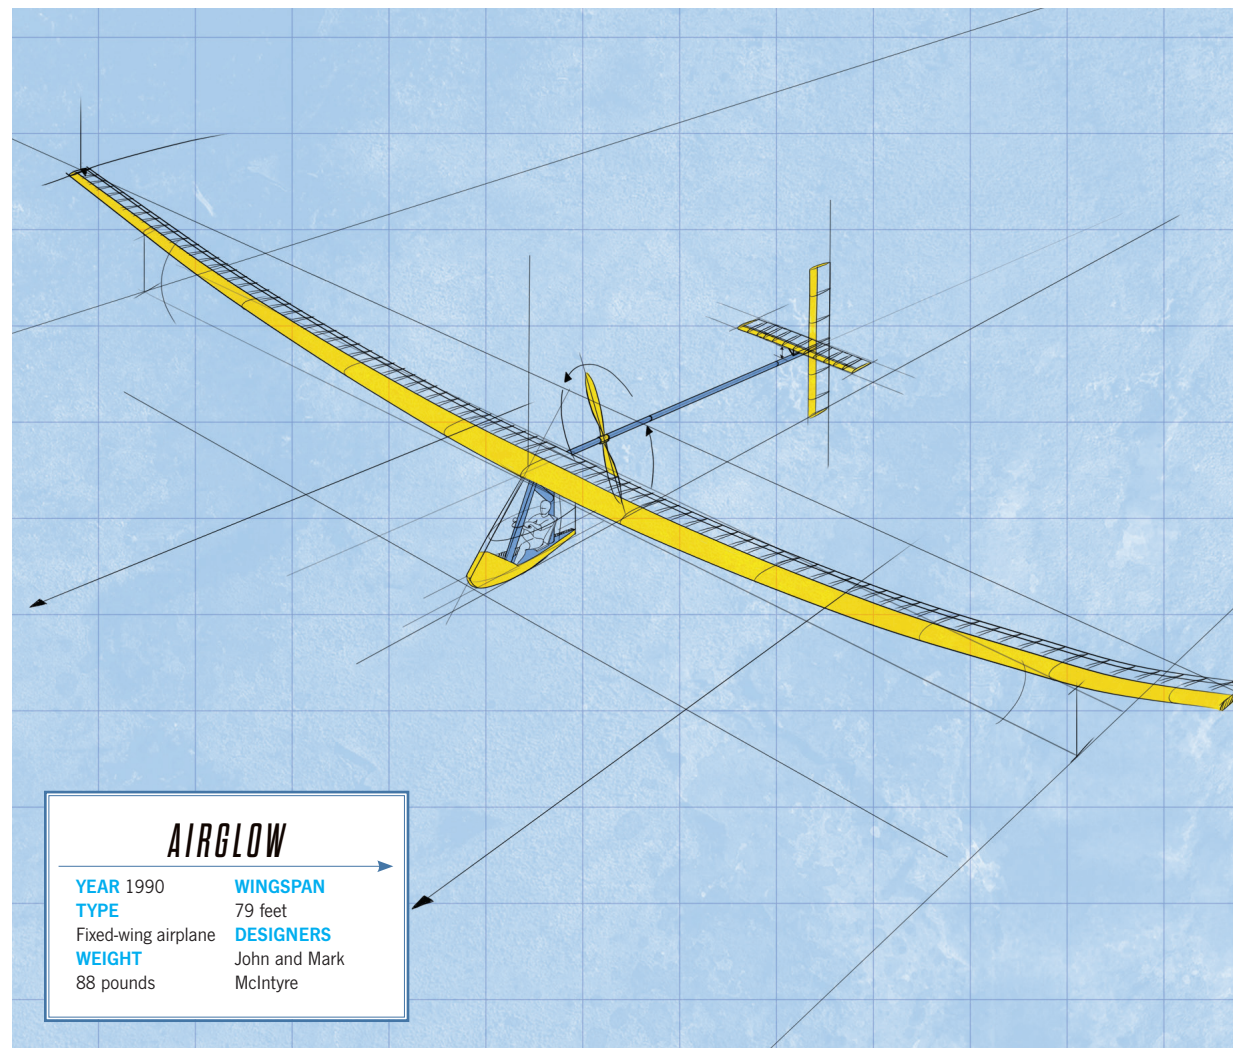 AIRGLOW
YEAR 1990
TYPE
Fixed-wing airplane
WEIGHT
88 pounds
WINGSPAN
79 feet
DESIGNERS
John and Mark
McIntyre